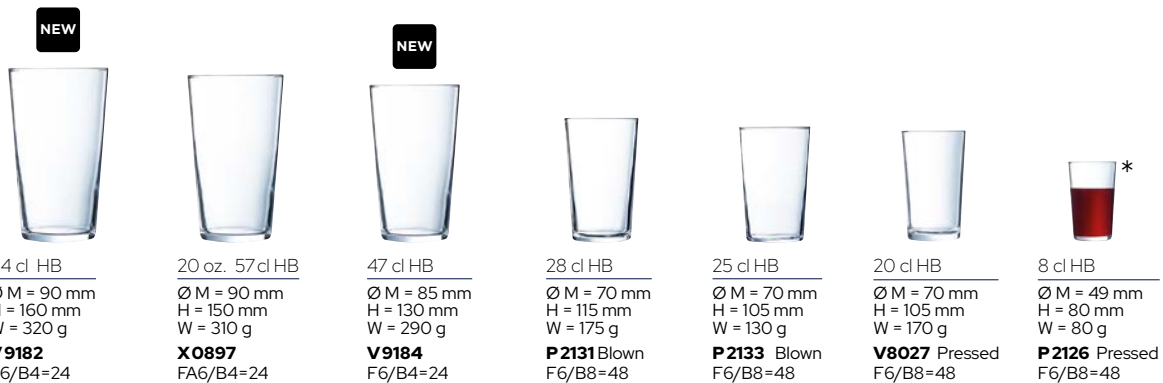 NEW
NEW
*
4 cl HB
Ø M = 90 mm
= 160 mm
= 320 g
9182
6/B4=24
20 oz. 57 cl HB
Ø M = 90 mm
H = 150 mm
W = 310 g
X0897
FA6/B4=24
47 cl HB
Ø M = 85 mm
H = 130 mm
W = 290 g
V9184
F6/B4=24
28 cl HB
Ø M = 70 mm
H = 115 mm
W = 175 g
P2131 Blown
F6/B8=48
25 cl HB
Ø M = 70 mm
H = 105 mm
W = 130 g
P2133 Blown
F6/B8=48
20 cl HB
Ø M = 70 mm
H = 105 mm
W = 170 g
V8027 Pressed
F6/B8=48
8 cl HB
Ø M = 49 mm
H = 80 mm
W = 80 g
P2126 Pressed
F6/B8=48